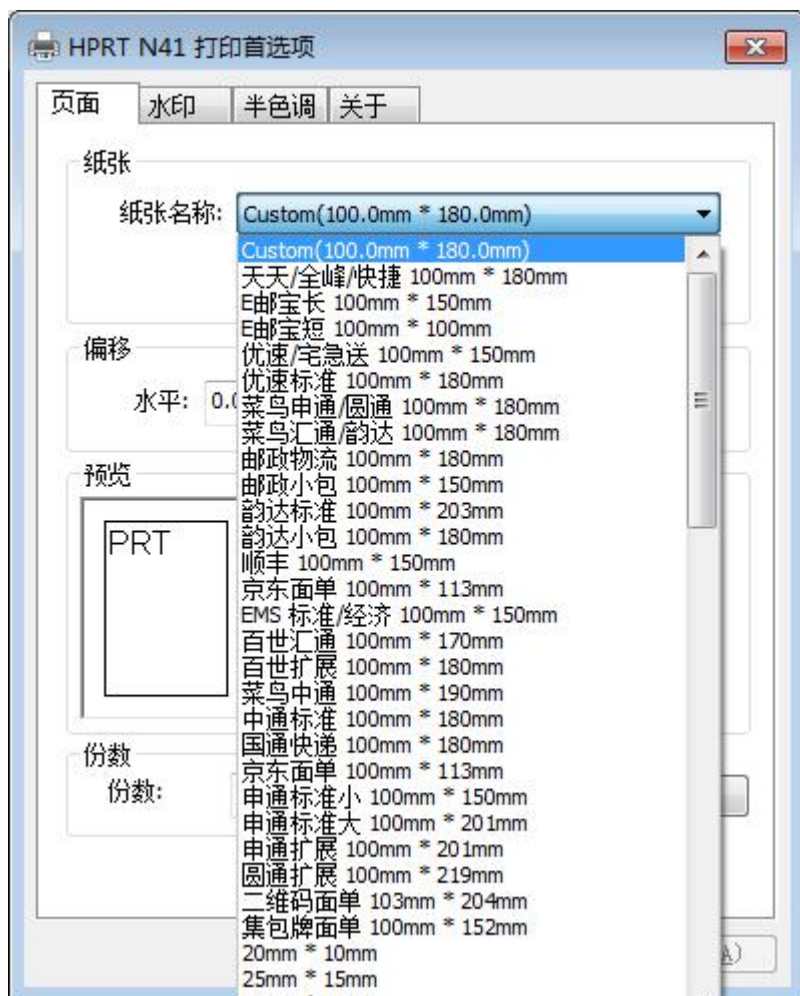 HPRT N41 打印首选项
页面 水印 半色调 关于
纸张
纸张名称: Custom(100.0mm * 180.0mm)
Custom(100.0mm * 180.0mm)
天天/全峰/快捷 100mm * 180mm
E邮宝长 100mm * 150mm
E邮宝短 100mm * 100mm
优速/宅急送 100mm * 150mm
优速标准 100mm * 180mm
菜鸟申通/圆通 100mm * 180mm
菜鸟汇通/韵达 100mm * 180mm
邮政物流 100mm * 180mm
邮政小包 100mm * 150mm
韵达标准 100mm * 203mm
韵达小包 100mm * 180mm
顺丰 100mm * 150mm
京东面单 100mm * 113mm
EMS 标准/经济 100mm * 150mm
百世汇通 100mm * 170mm
百世扩展 100mm * 180mm
菜鸟中通 100mm * 190mm
中通标准 100mm * 180mm
国通快递 100mm * 180mm
京东面单 100mm * 113mm
申通标准小 100mm * 150mm
申通标准大 100mm * 201mm
申通扩展 100mm * 201mm
圆通扩展 100mm * 219mm
二维码面单 103mm * 204mm
集包牌面单 100mm * 152mm
20mm * 10mm
25mm * 15mm
偏移
水平: 0.0
预览
PRT
份数
份数:
A)